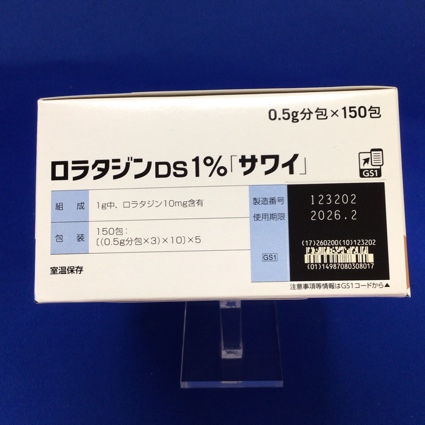 0.5g分包×150包
ロラタジンDS1%「サワイ」
GS1
組成 1g中、ロラタジン10mg含有
包装 150包:
[(0.5g分包×3)×10]×5
室温保存
製造番号 123202
使用期限 2026.2
(17)260200(10)123202
GS1
(01)14987080308017
注意事項等情報はGS1コードから▲